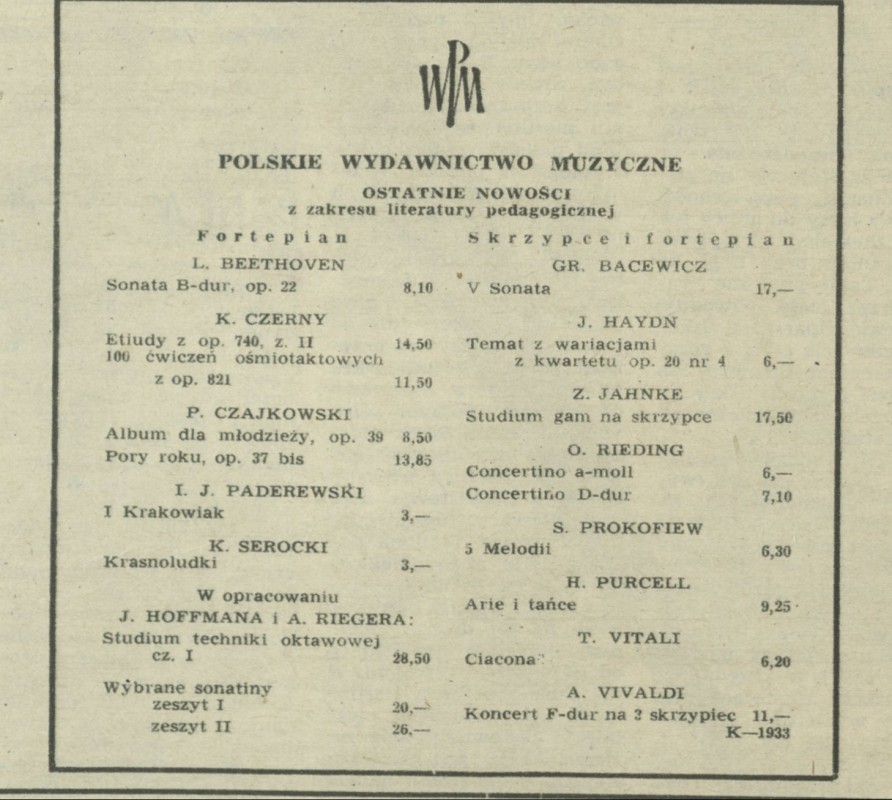 PWM
POLSKIE WYDAWNICTWO MUZYCZNE
OSTATNIE NOWOŚCI
z zakresu literatury pedagogicznej
Fortepian
L. BEETHOVEN
Sonata B-dur, op. 22 8,10
K. CZERNY
Etiudy z op. 740, z. II 14,50
100 ćwiczeń ośmiotaktowych
z op. 821 11,50
P. CZAJKOWSKI
Album dla młodzieży, op. 39 8,50
Pory roku, op. 37 bis 13,85
I. J. PADEREWSKI
I Krakowiak 3,—
K. SEROCKI
Krasnoludki 3,—
W opracowaniu
J. HOFFMANA i A. RIEGERA:
Studium techniki oktawowej
cz. I 28,50
Wybrane sonatiny
zeszyt I 20,—
zeszyt II 26,—
Skrzypce i fortepian
GR. BACEWICZ
V Sonata 17,—
J. HAYDN
Temat z wariacjami
z kwartetu op. 20 nr 4 6,—
Z. JAHNKE
Studium gam na skrzypce 17,50
O. RIEDING
Concertino a-moll 6,—
Concertino D-dur 7,10
S. PROKOFIEW
5 Melodii 6,30
H. PURCELL
Arie i tańce 9,25
T. VITALI
Ciacona 6,20
A. VIVALDI
Koncert F-dur na 3 skrzypiec 11,—
K—1933